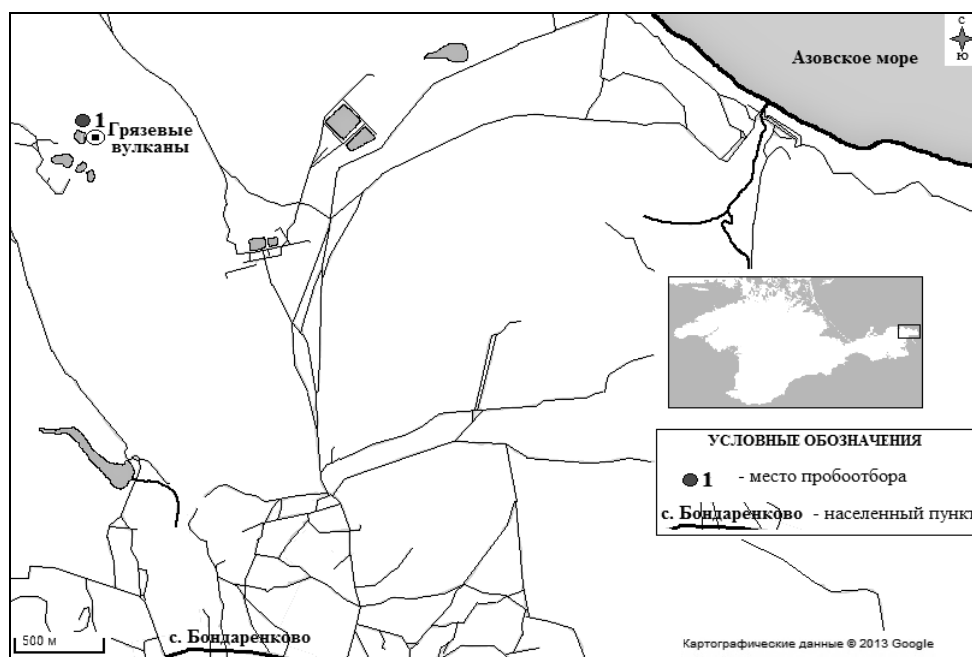 С
Ю
Азовское море
1
Грязевые
вулканы
УСЛОВНЫЕ ОБОЗНАЧЕНИЯ
1 - место пробоотбора
с. Бондаренково - населенный пункт
500 м
с. Бондаренково
Картографические данные © 2013 Google